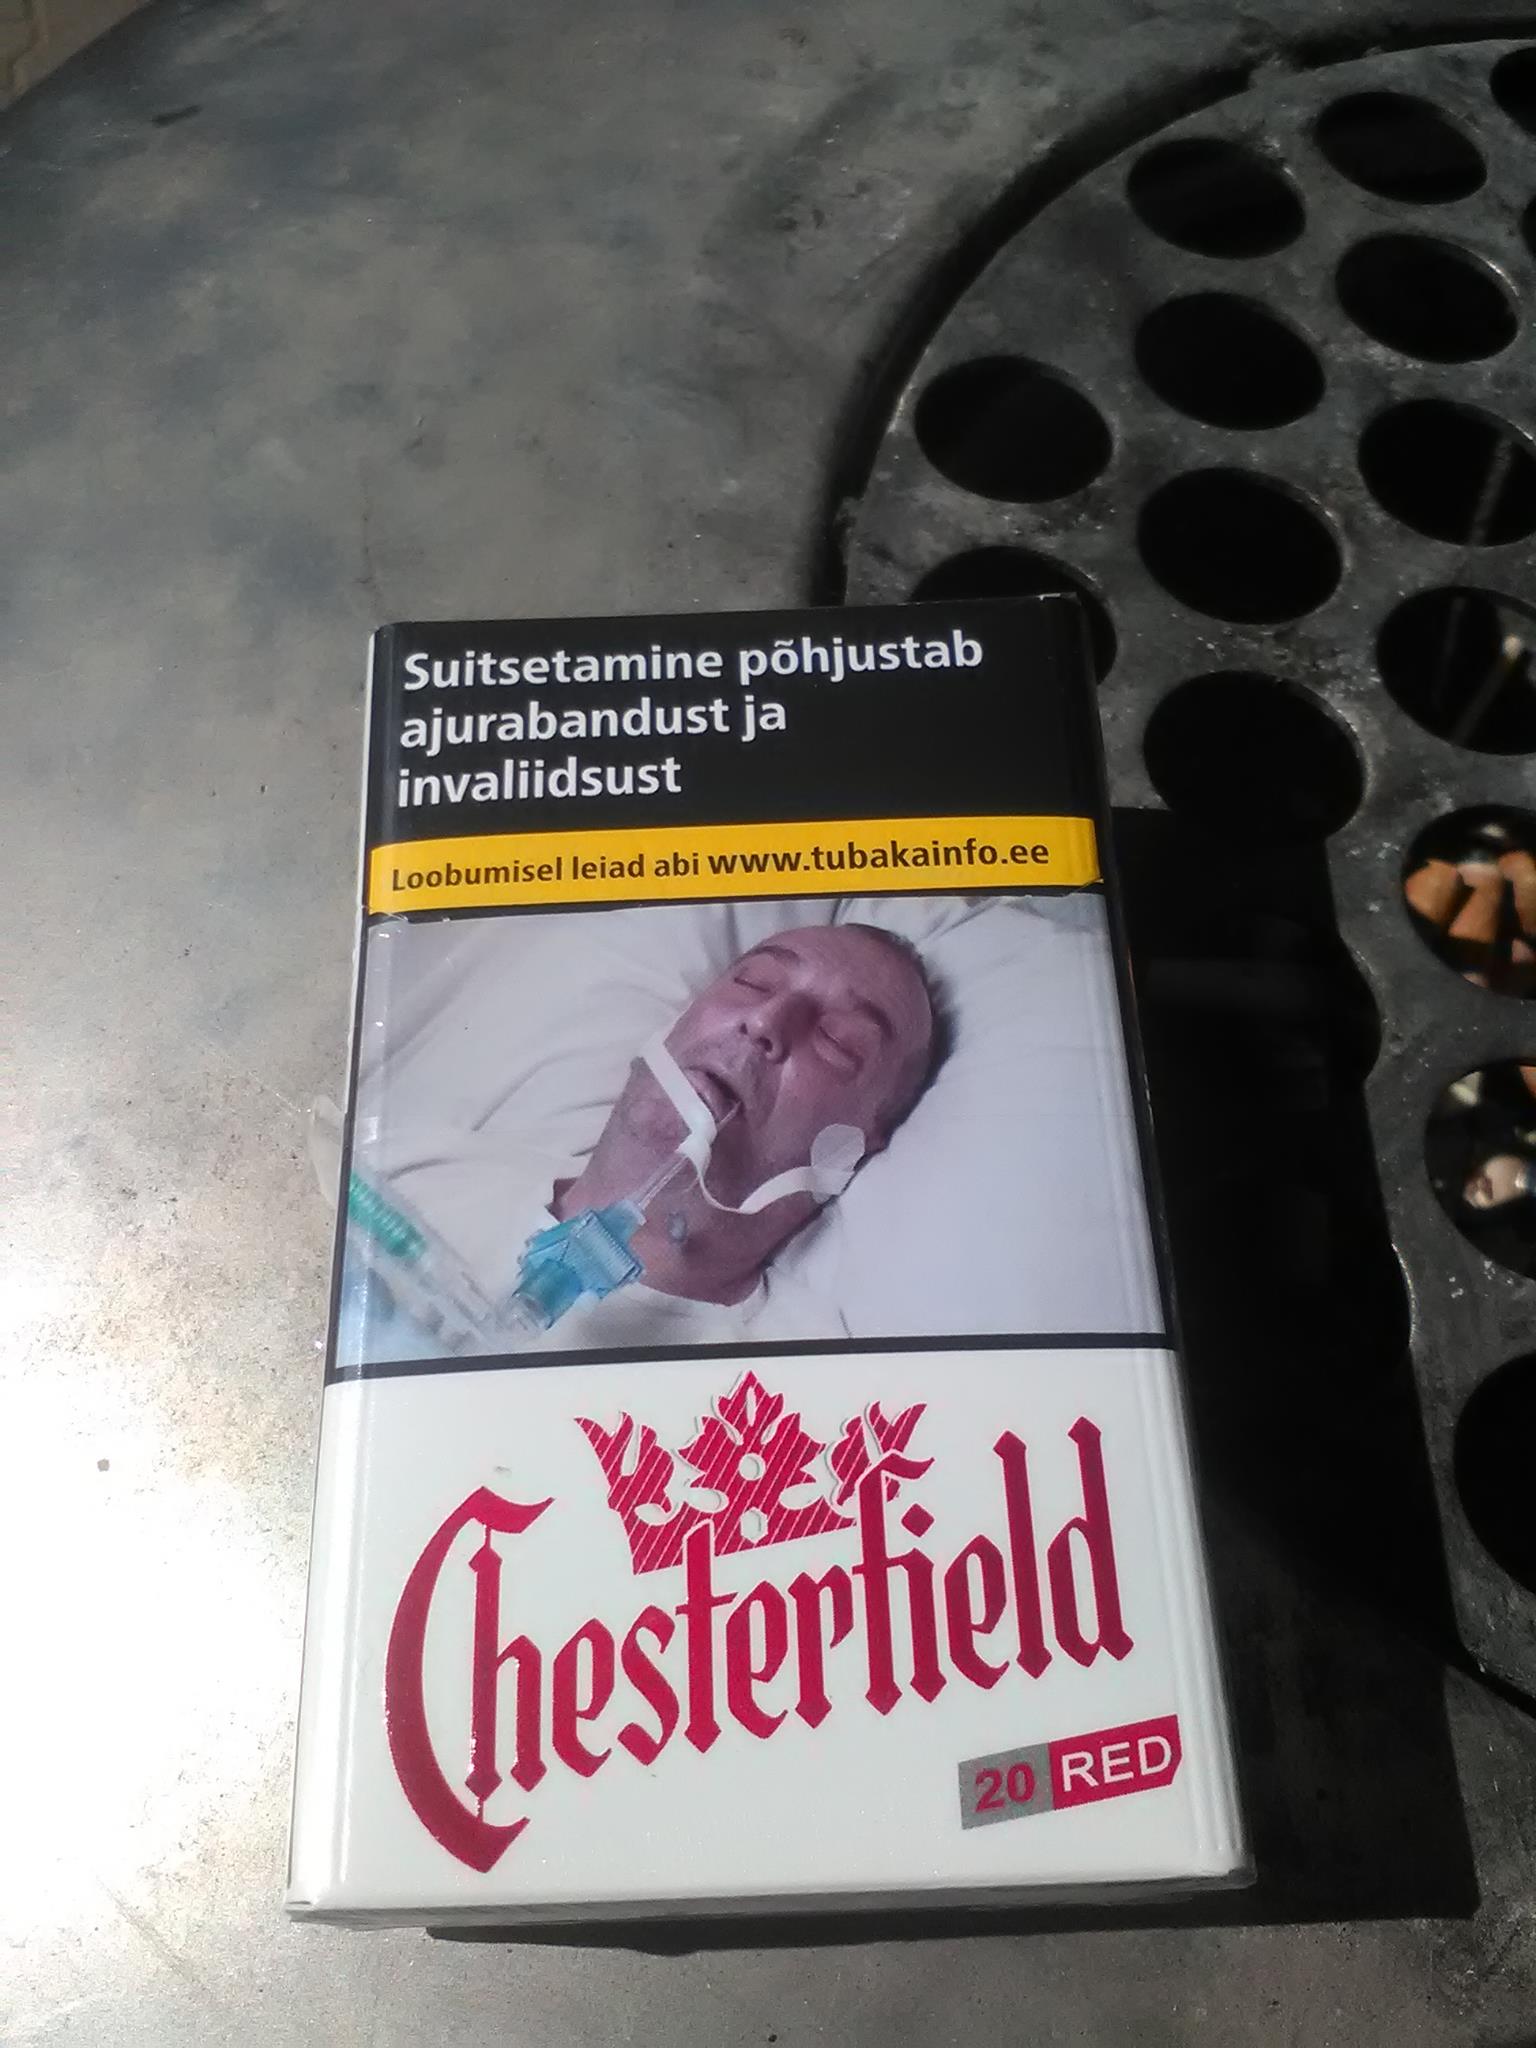 Suitsetamine põhjustab
ajurabandust ja
invaliidsust
Loobumisel leiad abi www.tubakainfo.ee
Chesterfield
20 RED